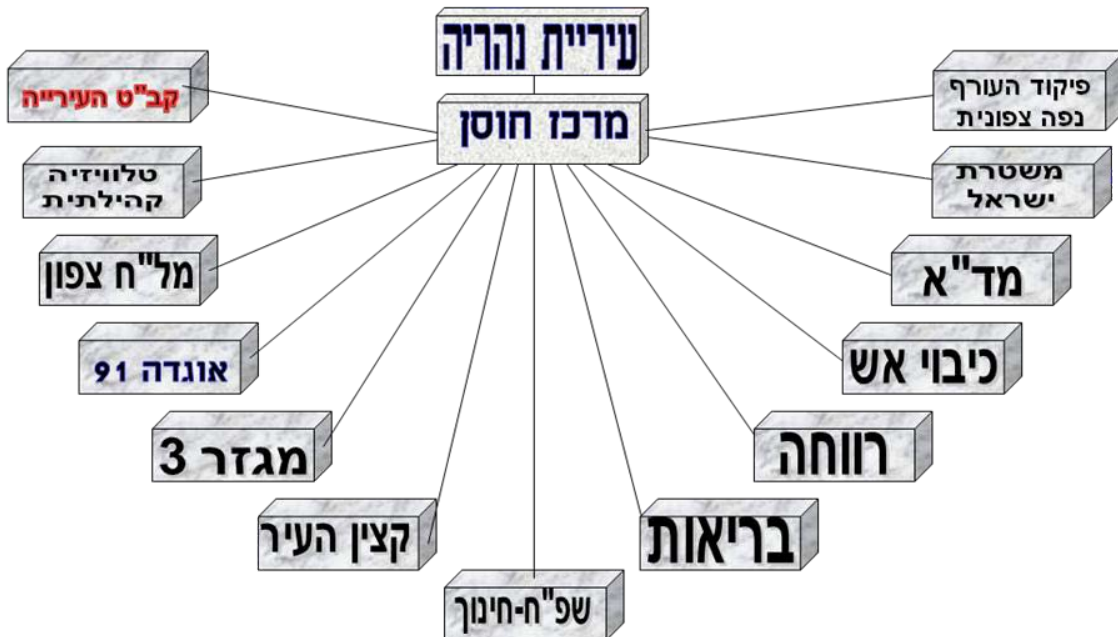 עיריית נהריה
מרכז חוסן
פיקוד העורף
נפה צפונית
משטרת
ישראל
מד"א
כיבוי אש
רווחה
בריאות
שפ"ח-חינוך
קצין העיר
מגזר 3
אוגדה 91
מל"ח צפון
טלוויזיה
קהילתית
קב"ט העירייה